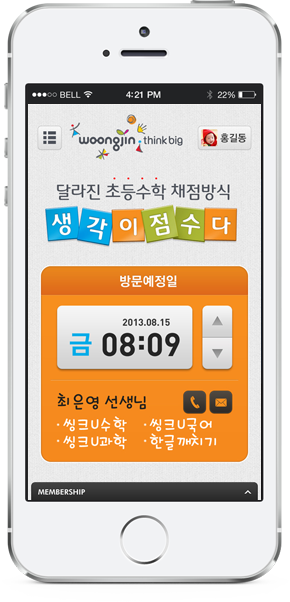 BELL 4:21 PM 22%
woongjin thinkbig 홍길동
달라진 초등수학 채점방식
생각이점수다
방문예정일
2013.08.15
금 08:09
최은영 선생님
· 씽크U수학 · 씽크U국어
· 씽크U과학 · 한글깨치기
MEMBERSHIP